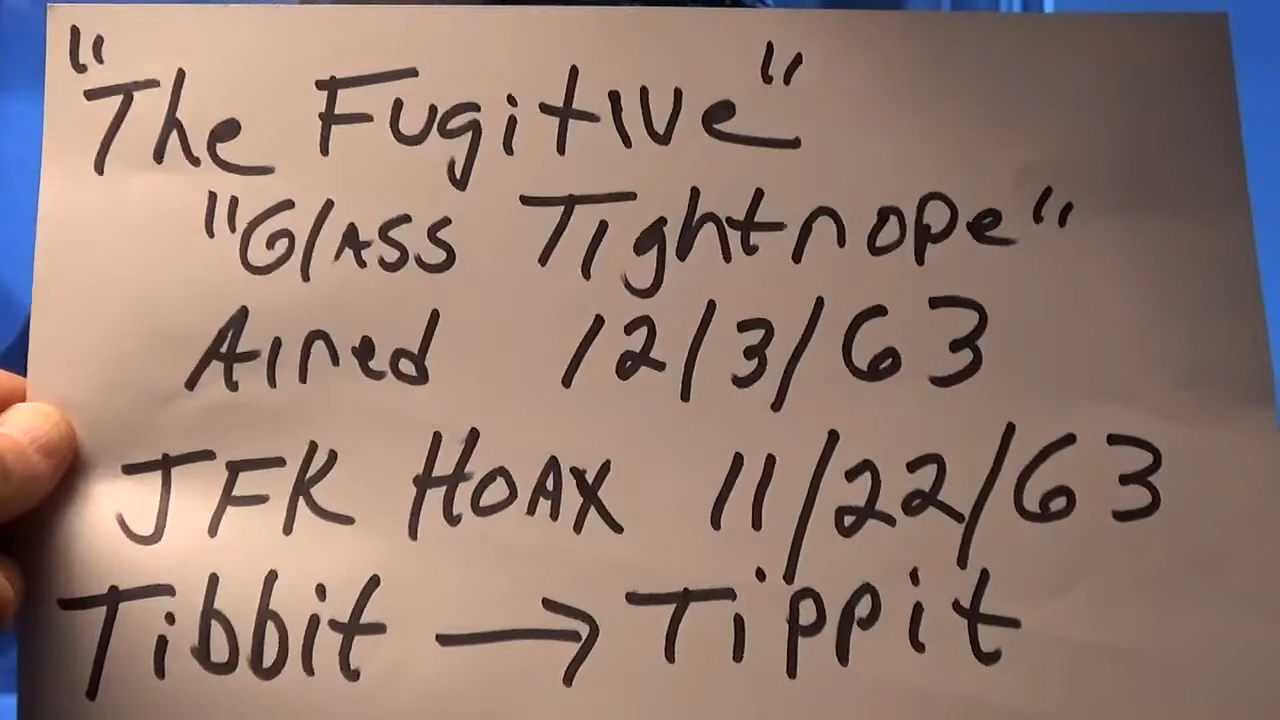 "The Fugitive"
"Glass Tightrope"
Aired 12/3/63
JFK HOAX 11/22/63
Tibbit → Tippit